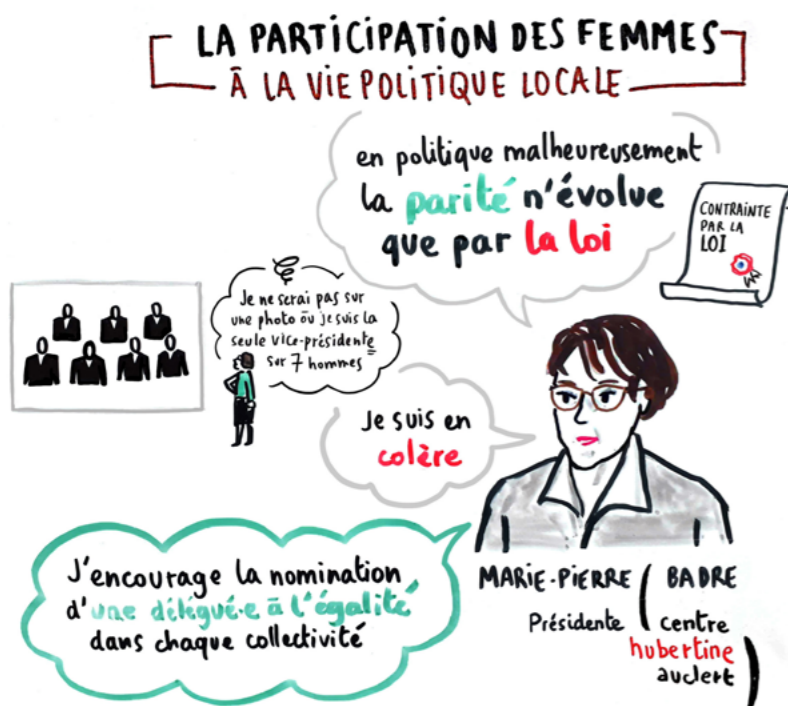 LA PARTICIPATION DES FEMMES
À LA VIE POLITIQUE LOCALE
en politique malheureusement
la parité n'évolue
que par la loi
CONTRAINTE
PAR LA
LOI
Je ne serai pas sur
une photo où je suis la
seule vice-présidente
sur 7 hommes
Je suis en
colère
J'encourage la nomination
d'une délégué·e à l'égalité
dans chaque collectivité
MARIE-PIERRE BADRE
Présidente centre
hubertine
auclert